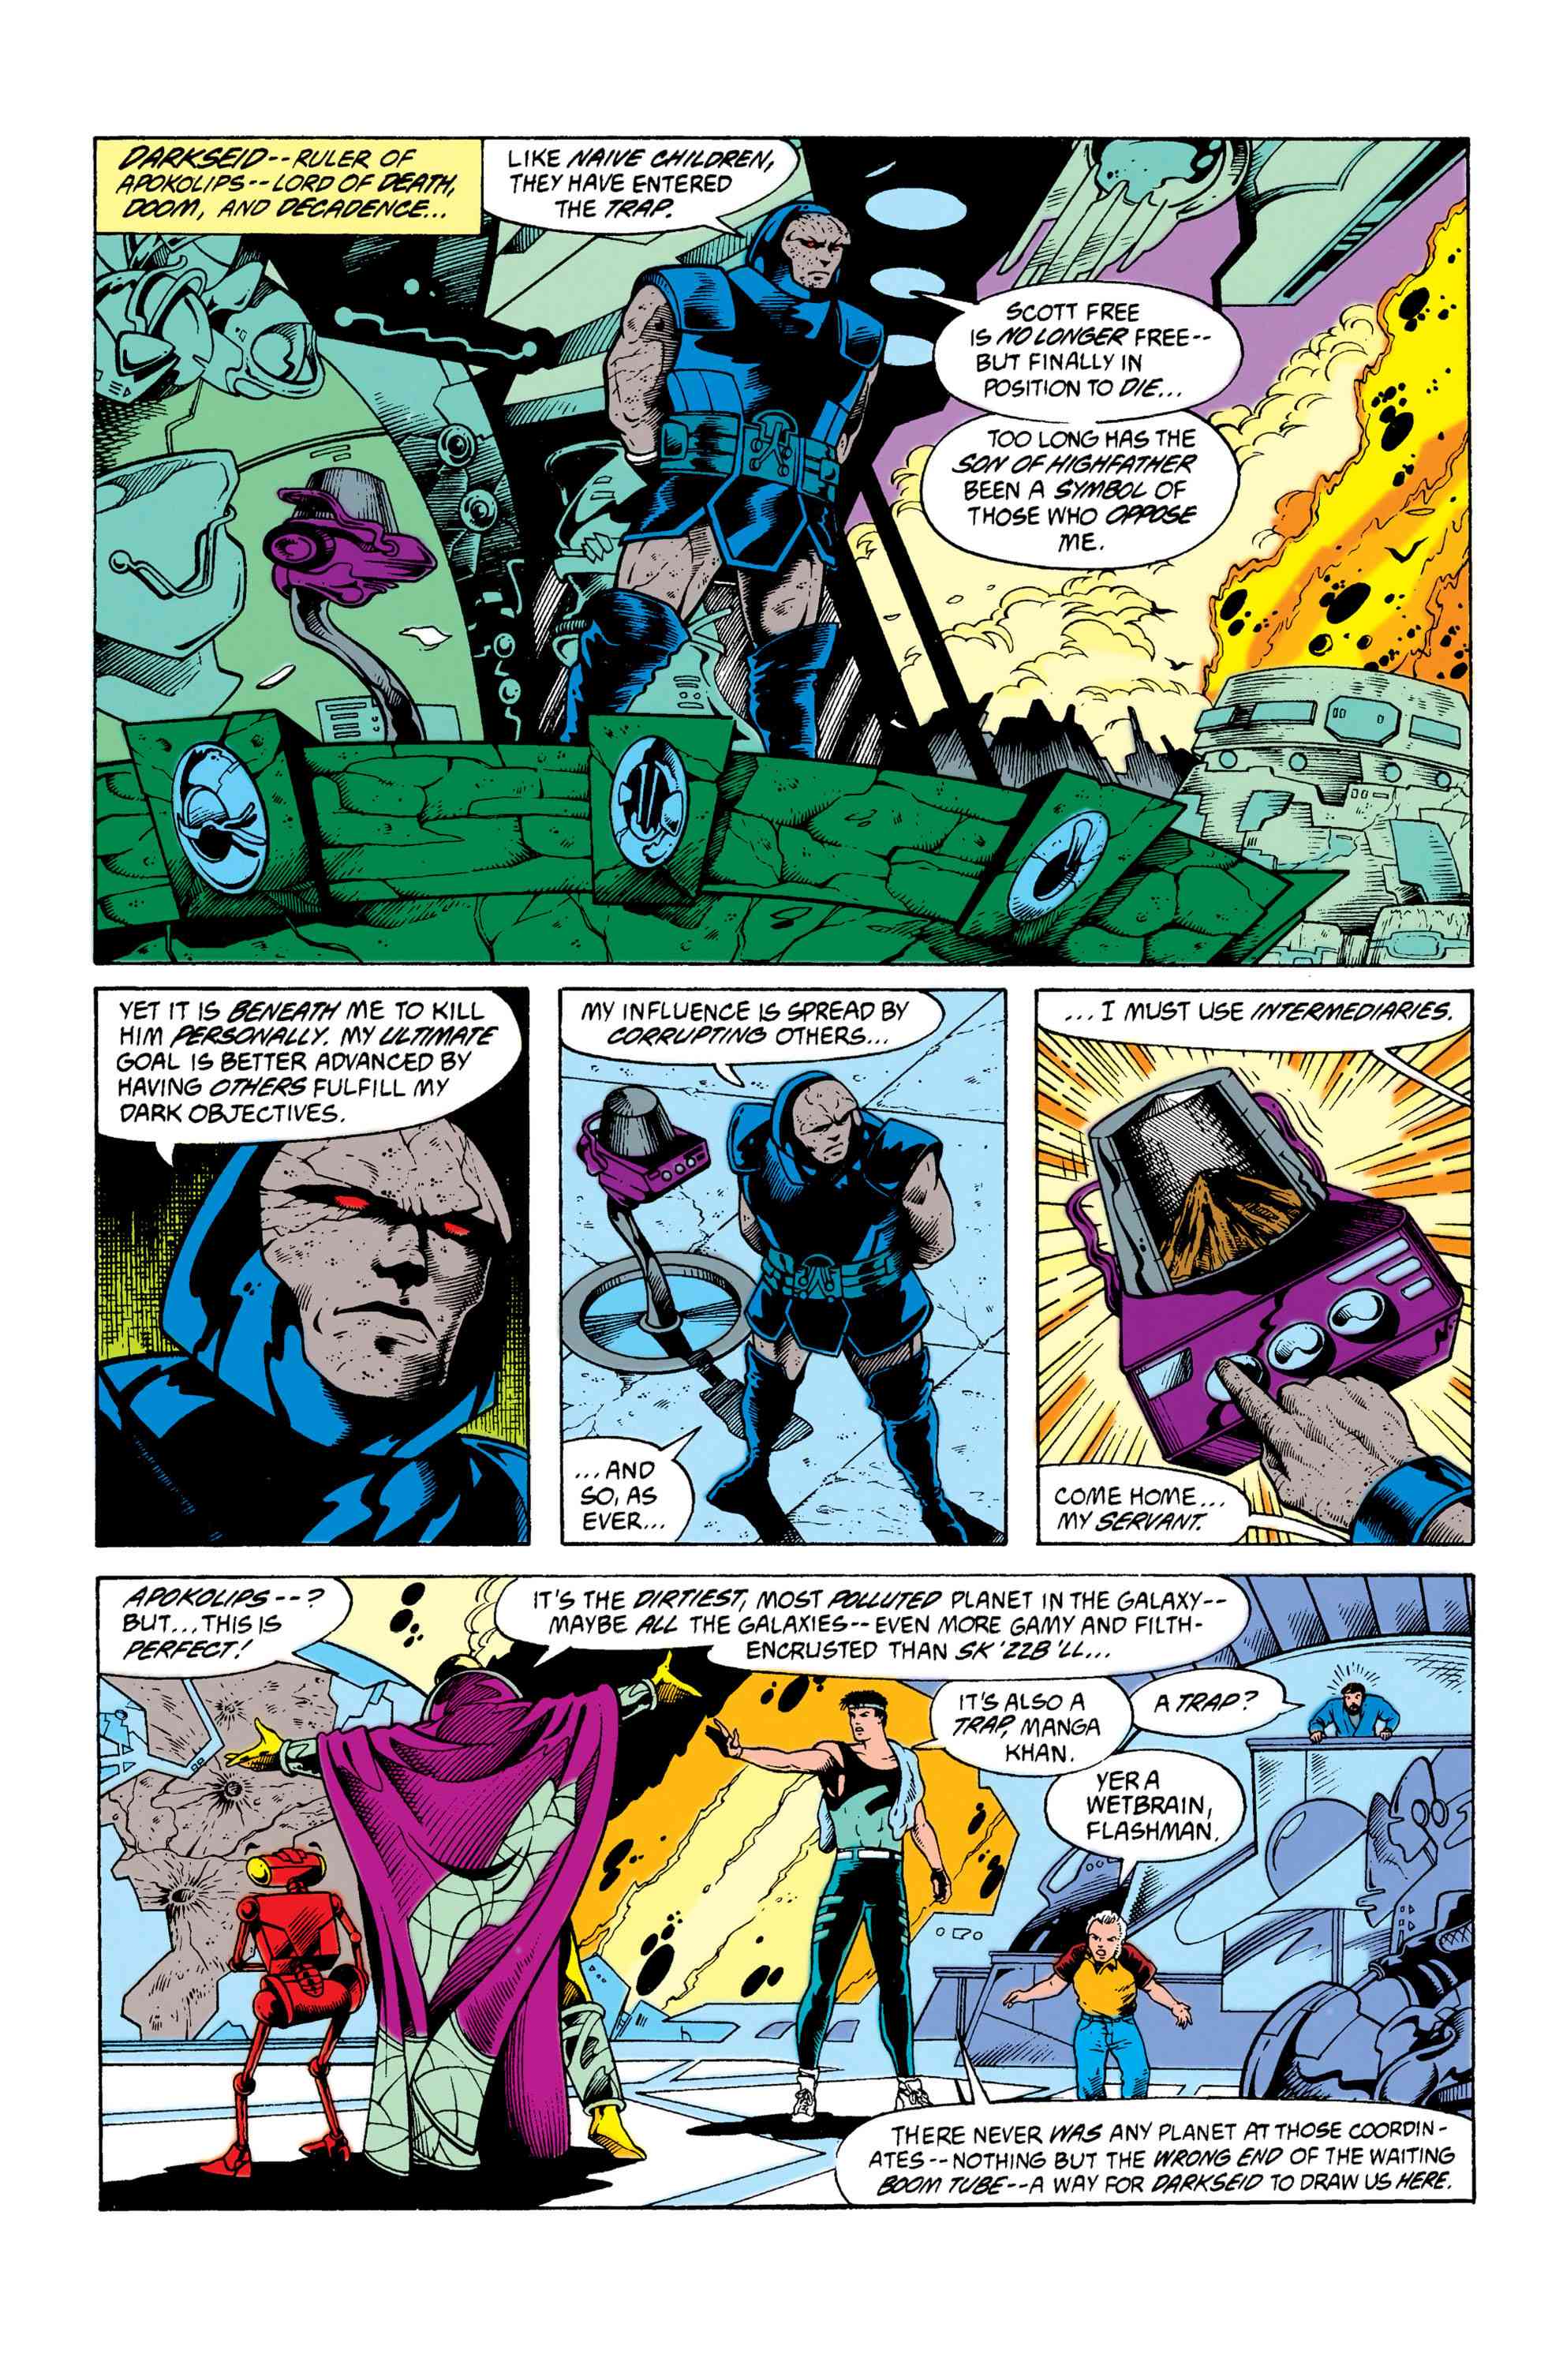 DARKSEID--RULER OF
APOKOLIPS--LORD OF DEATH,
DOOM, AND DECADENCE...
LIKE NAIVE CHILDREN,
THEY HAVE ENTERED
THE TRAP.
SCOTT FREE
IS NO LONGER FREE--
BUT FINALLY IN
POSITION TO DIE...
TOO LONG HAS THE
SON OF HIGHFATHER
BEEN A SYMBOL OF
THOSE WHO OPPOSE
ME.
YET IT IS BENEATH ME TO KILL
HIM PERSONALLY. MY ULTIMATE
GOAL IS BETTER ADVANCED BY
HAVING OTHERS FULFILL MY
DARK OBJECTIVES.
MY INFLUENCE IS SPREAD BY
CORRUPTING OTHERS...
...AND
SO, AS
EVER...
...I MUST USE INTERMEDIARIES.
COME HOME...
MY SERVANT.
APOKOLIPS--?
BUT...THIS IS
PERFECT!
IT'S THE DIRTIEST, MOST POLLUTED PLANET IN THE GALAXY--
MAYBE ALL THE GALAXIES--EVEN MORE GAMY AND FILTH-
ENCRUSTED THAN SK'ZZB'LL...
IT'S ALSO A
TRAP, MANGA
KHAN.
A TRAP?
YER A
WETBRAIN,
FLASHMAN.
THERE NEVER WAS ANY PLANET AT THOSE COORDIN-
ATES--NOTHING BUT THE WRONG END OF THE WAITING
BOOM TUBE--A WAY FOR DARKSEID TO DRAW US HERE.